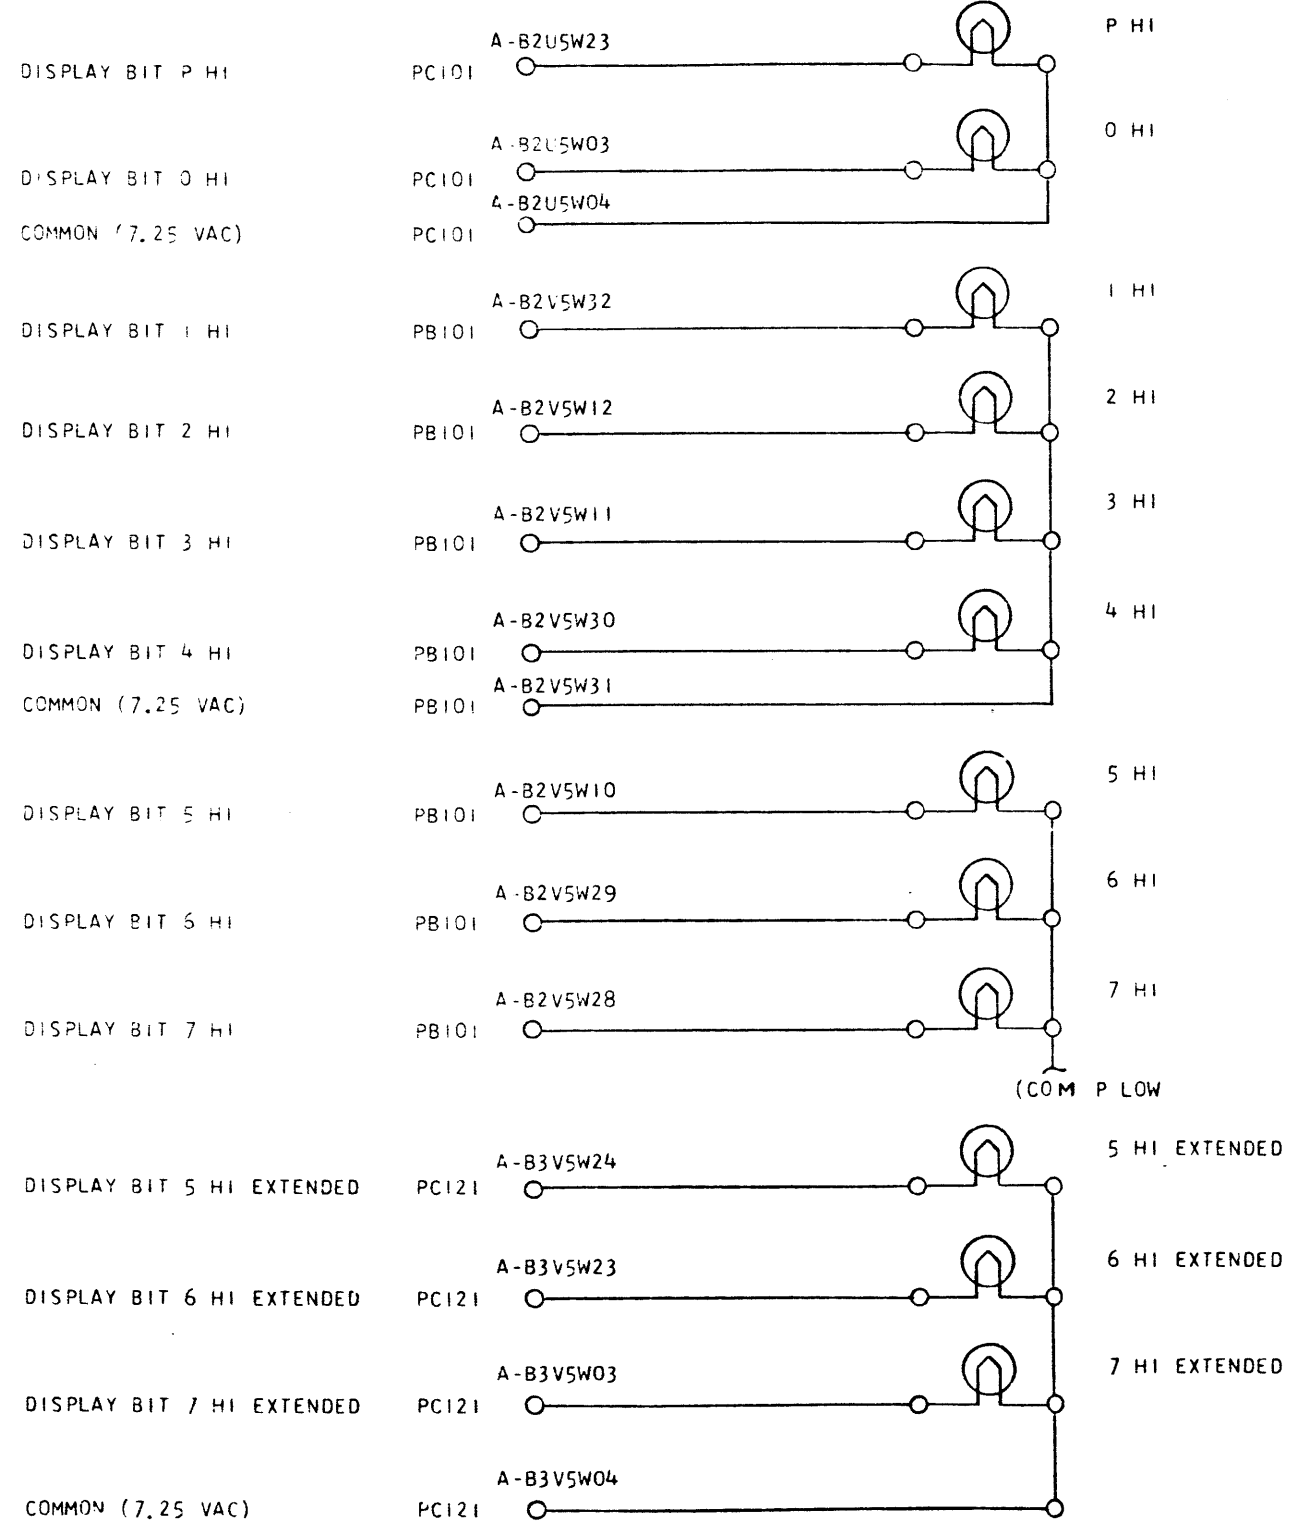 P HI
A-B2U5W23
DISPLAY BIT P HI PC101
0 HI
A-B2U5W03
DISPLAY BIT 0 HI PC101
A-B2U5W04
COMMON (7.25 VAC) PC101
1 HI
A-B2V5W32
DISPLAY BIT 1 HI PB101
2 HI
A-B2V5W12
DISPLAY BIT 2 HI PB101
3 HI
A-B2V5W11
DISPLAY BIT 3 HI PB101
4 HI
A-B2V5W30
DISPLAY BIT 4 HI PB101
A-B2V5W31
COMMON (7.25 VAC) PB101
5 HI
A-B2V5W10
DISPLAY BIT 5 HI PB101
6 HI
A-B2V5W29
DISPLAY BIT 6 HI PB101
7 HI
A-B2V5W28
DISPLAY BIT 7 HI PB101
(COM P LOW
5 HI EXTENDED
A-B3V5W24
DISPLAY BIT 5 HI EXTENDED PC121
6 HI EXTENDED
A-B3V5W23
DISPLAY BIT 6 HI EXTENDED PC121
7 HI EXTENDED
A-B3V5W03
DISPLAY BIT 7 HI EXTENDED PC121
A-B3V5W04
COMMON (7.25 VAC) PC121